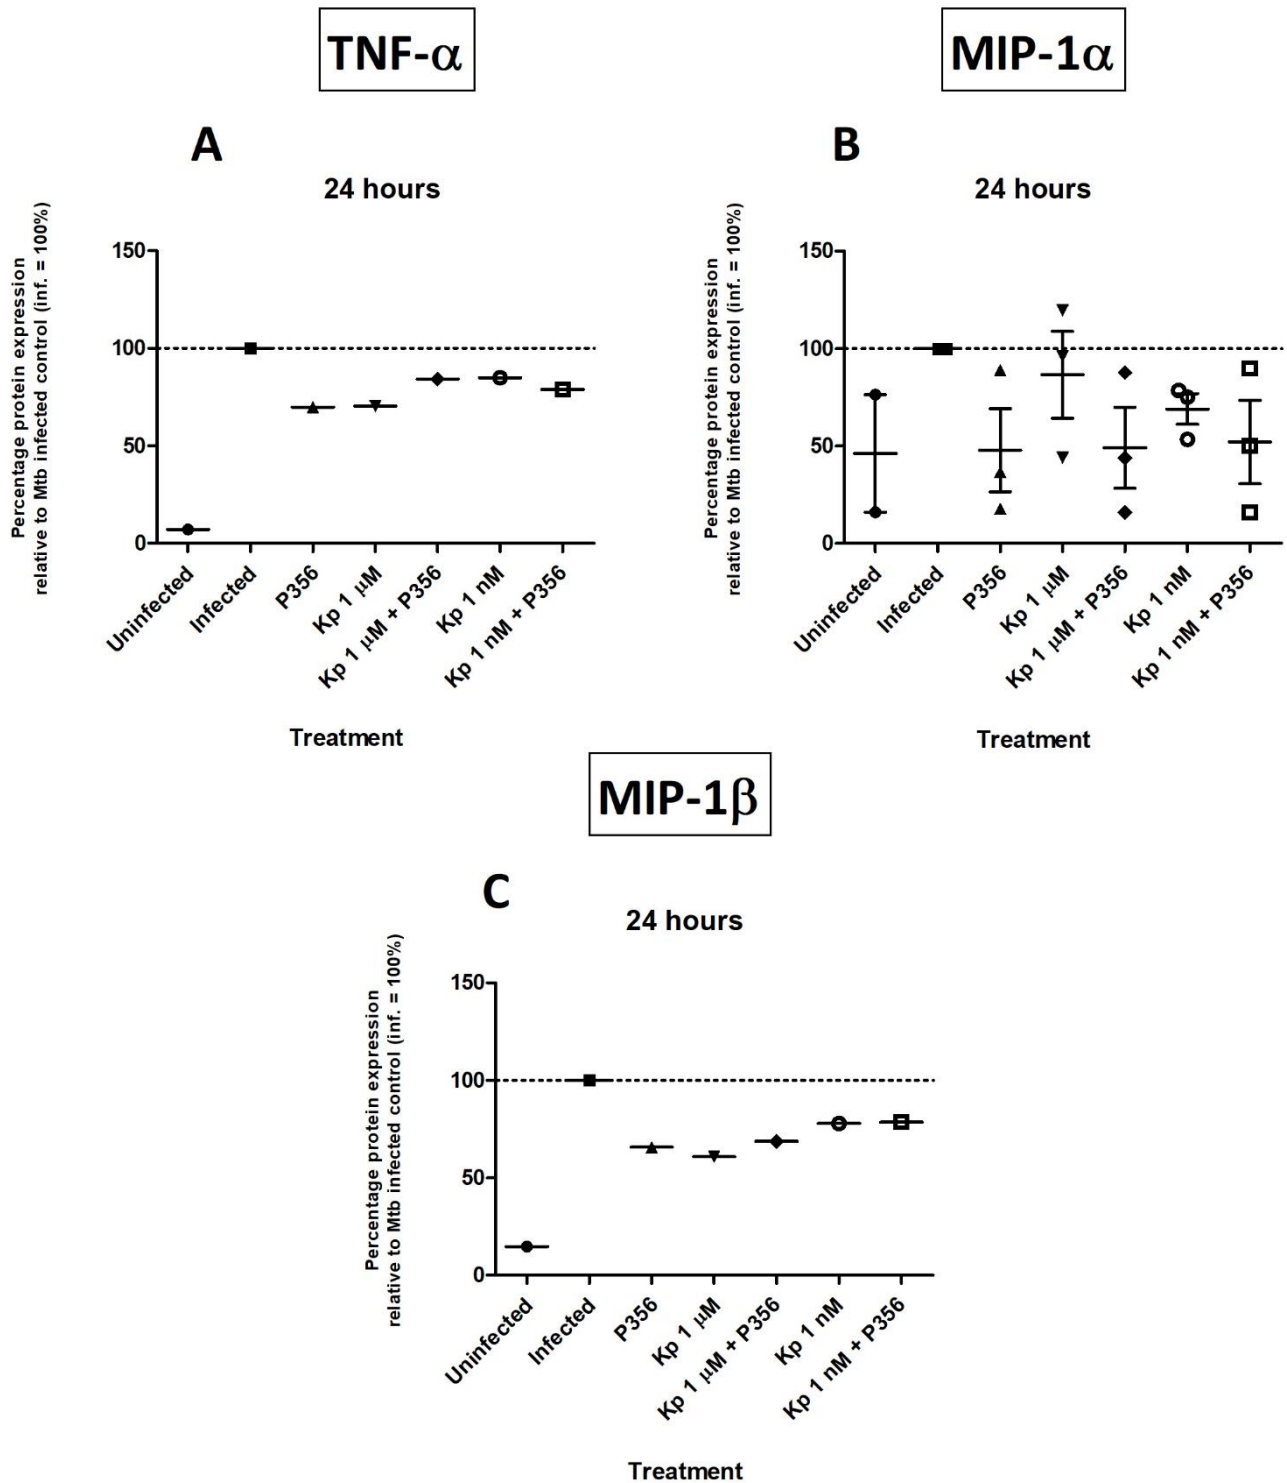 TNF-α
A
24 hours
Percentage protein expression
relative to Mtb infected control (inf. = 100%)
150
100
50
0
Uninfected
Infected
P356
Kp 1 μM
Kp 1 μM + P356
Kp 1 nM
Kp 1 nM + P356
Treatment
MIP-1α
B
24 hours
Percentage protein expression
relative to Mtb infected control (inf. = 100%)
150
100
50
0
Uninfected
Infected
P356
Kp 1 μM
Kp 1 μM + P356
Kp 1 nM
Kp 1 nM + P356
Treatment
MIP-1β
C
24 hours
Percentage protein expression
relative to Mtb infected control (inf. = 100%)
150
100
50
0
Uninfected
Infected
P356
Kp 1 μM
Kp 1 μM + P356
Kp 1 nM
Kp 1 nM + P356
Treatment